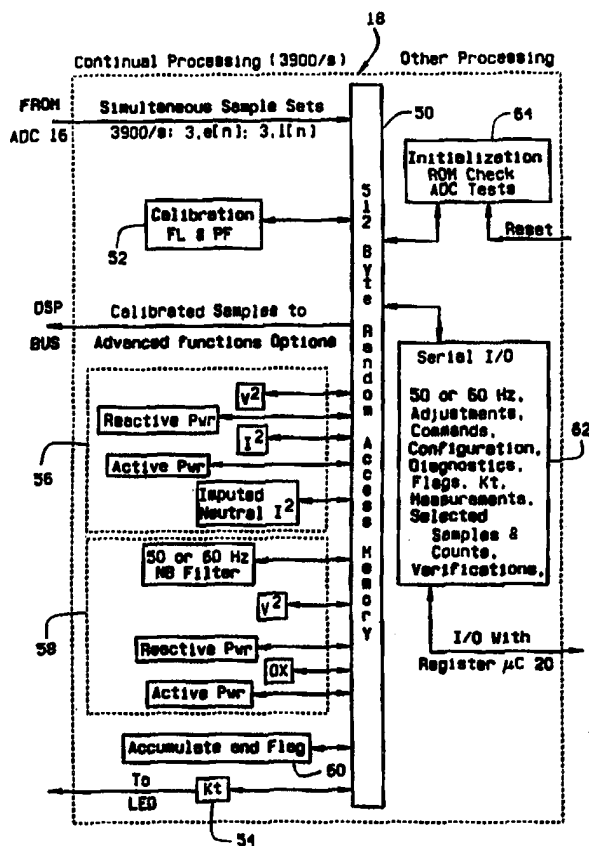 18
Continual Processing (3900/s)
Other Processing
FROM
ADC 16
Simultaneous Sample Sets
3900/s: 3,e[n]; 3,i[n]
50
64
Initialization
ROM Check
ADC Tests
Reset
Calibration
FL & PF
52
512 Byte Random Access Memory
DSP
BUS
Calibrated Samples to
Advanced functions Options
V2
Reactive Pwr
I2
Active Pwr
Imputed
Neutral I2
56
50 or 60 Hz
NB Filter
V2
Reactive Pwr
OX
Active Pwr
58
Serial I/O
50 or 60 Hz,
Adjustments,
Commands,
Configuration,
Diagnostics,
Flags, Kt,
Measurements,
Selected
Samples &
Counts,
Verifications,
62
I/O With
Register µC 20
Accumulate and Flag
60
To
LED
Kt
54